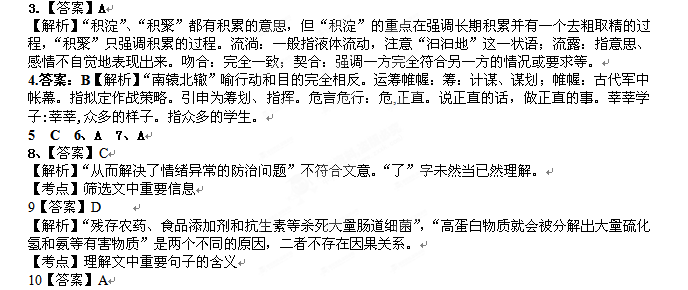 3.【答案】A
【解析】“积淀”、“积聚”都有积累的意思，但“积淀”的重点在强调长期积累并有一个去粗取精的过
程，“积聚”只强调积累的过程。流淌：一般指液体流动，注意“汩汩地”这一状语；流露：指意思、
感情不自觉地表现出来。吻合：完全一致；契合：强调一方完全符合另一方的情况或要求等。
4.答案：B【解析】“南辕北辙”喻行动和目的完全相反。运筹帷幄：筹：计谋、谋划；帷幄：古代军中
帐幕。指拟定作战策略。引申为筹划、指挥。危言危行：危,正直。说正直的话，做正直的事。莘莘学
子:莘莘,众多的样子。指众多的学生。
5 C 6、A 7、A
8、【答案】C
【解析】“从而解决了情绪异常的防治问题”不符合文意。“了”字未然当已然理解。
【考点】筛选文中重要信息
9【答案】D
【解析】“残存农药、食品添加剂和抗生素等杀死大量肠道细菌”，“高蛋白物质就会被分解出大量硫化
氢和氨等有害物质”是两个不同的原因，二者不存在因果关系。
【考点】理解文中重要句子的含义
10【答案】A